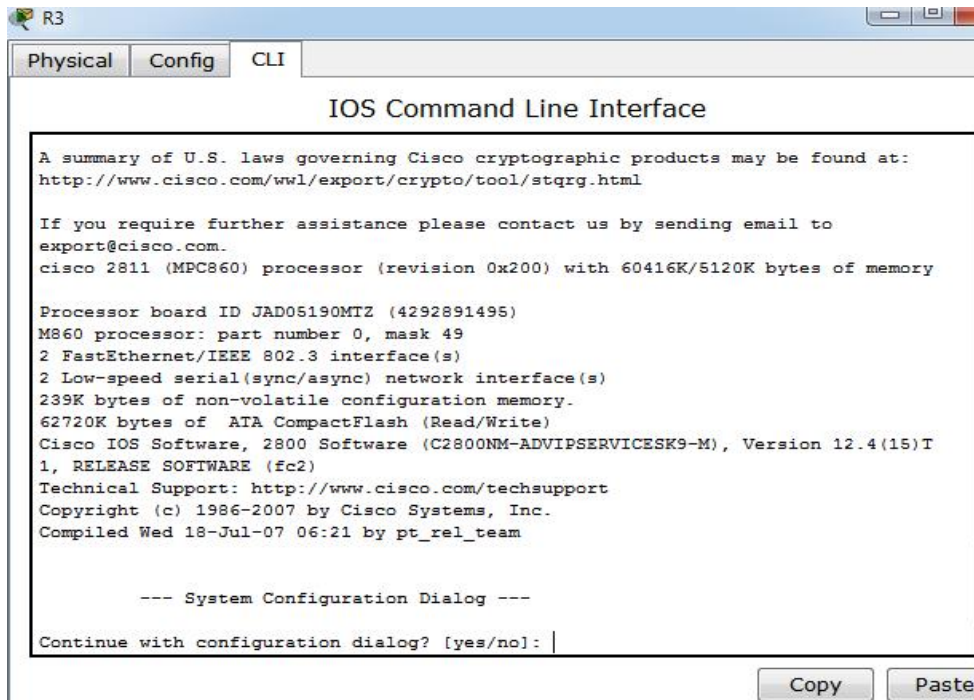 R3
Physical Config CLI
IOS Command Line Interface
A summary of U.S. laws governing Cisco cryptographic products may be found at:
http://www.cisco.com/wwl/export/crypto/tool/stqrg.html
If you require further assistance please contact us by sending email to
export@cisco.com.
cisco 2811 (MPC860) processor (revision 0x200) with 60416K/5120K bytes of memory
Processor board ID JAD05190MTZ (4292891495)
M860 processor: part number 0, mask 49
2 FastEthernet/IEEE 802.3 interface(s)
2 Low-speed serial(sync/async) network interface(s)
239K bytes of non-volatile configuration memory.
62720K bytes of  ATA CompactFlash (Read/Write)
Cisco IOS Software, 2800 Software (C2800NM-ADVIPSERVICESK9-M), Version 12.4(15)T
1, RELEASE SOFTWARE (fc2)
Technical Support: http://www.cisco.com/techsupport
Copyright (c) 1986-2007 by Cisco Systems, Inc.
Compiled Wed 18-Jul-07 06:21 by pt_rel_team
--- System Configuration Dialog ---
Continue with configuration dialog? [yes/no]:
Copy Paste